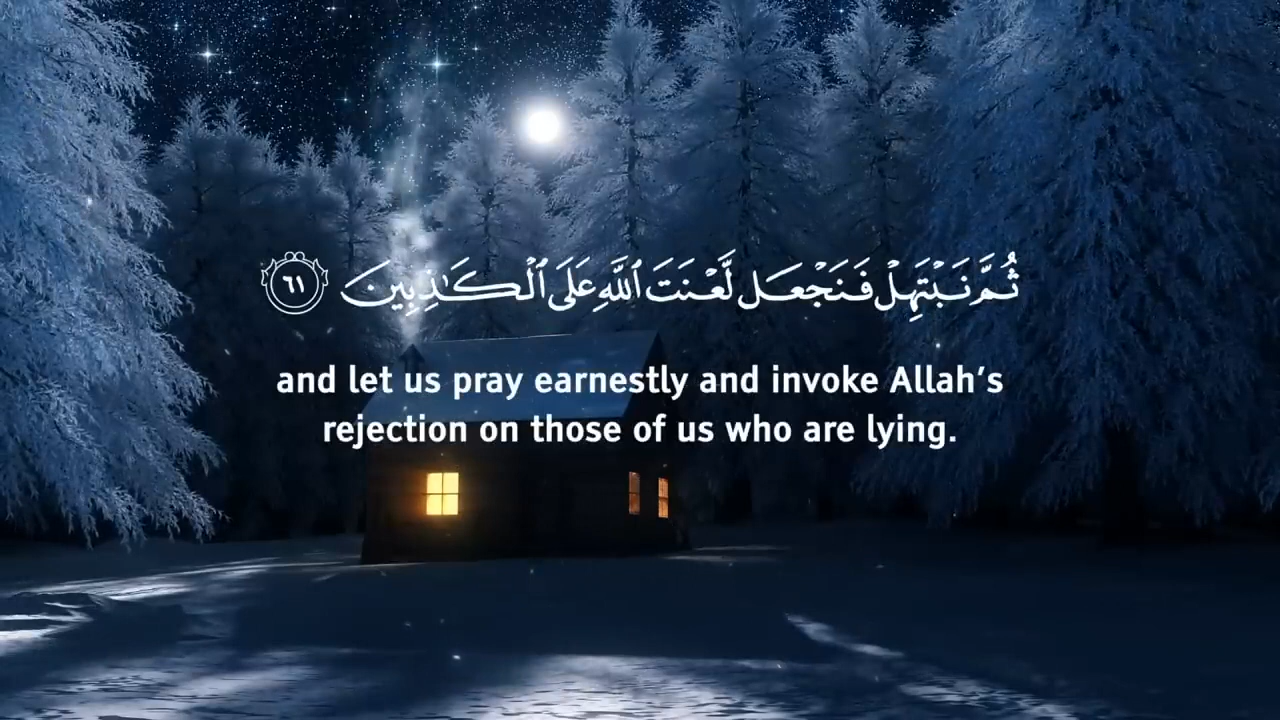 ثُمَّ نَبْتَهِلْ فَنَجْعَل لَّعْنَتَ ٱللَّهِ عَلَى ٱلْكَـٰذِبِينَ ٦١
and let us pray earnestly and invoke Allah’s
rejection on those of us who are lying.